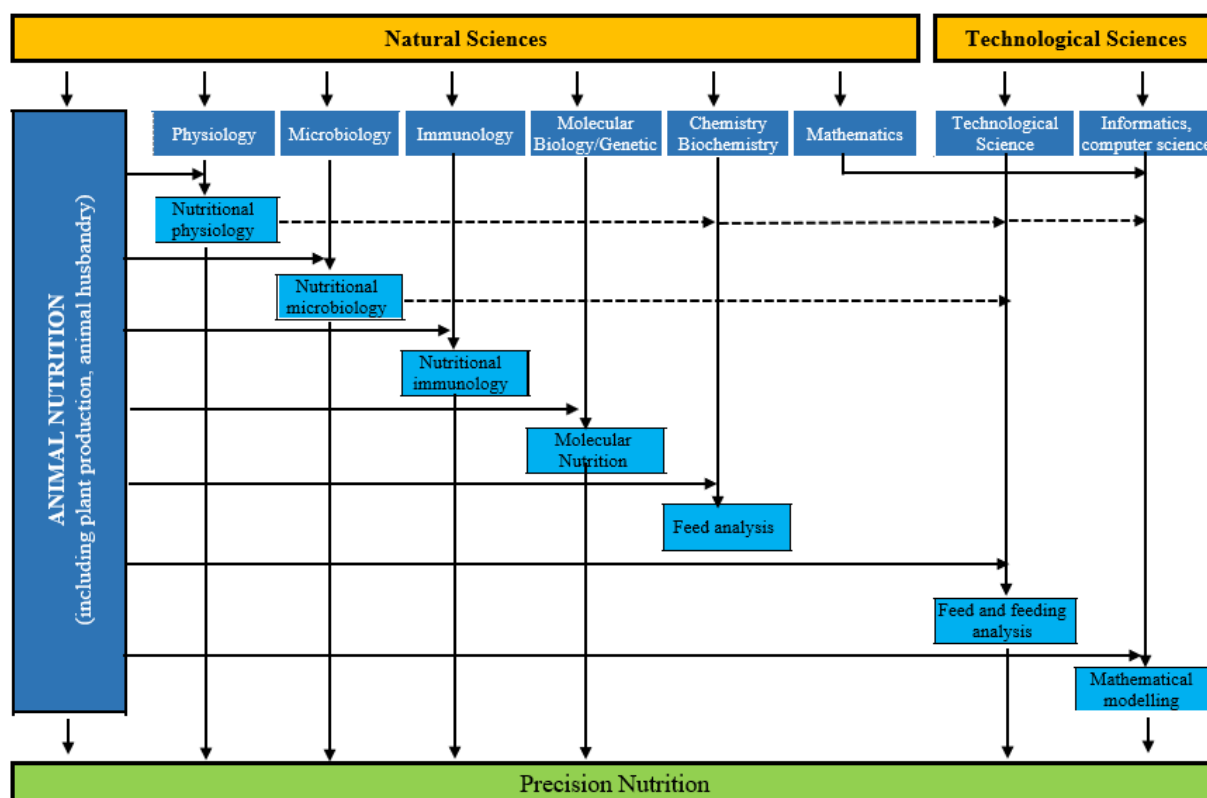 Natural Sciences
Technological Sciences
Physiology
Microbiology
Immunology
Molecular
Biology/Genetic
Chemistry
Biochemistry
Mathematics
Technological
Science
Informatics,
computer science
ANIMAL NUTRITION
(including plant production, animal husbandry)
Nutritional
physiology
Nutritional
microbiology
Nutritional
immunology
Molecular
Nutrition
Feed analysis
Feed and feeding
analysis
Mathematical
modelling
Precision Nutrition